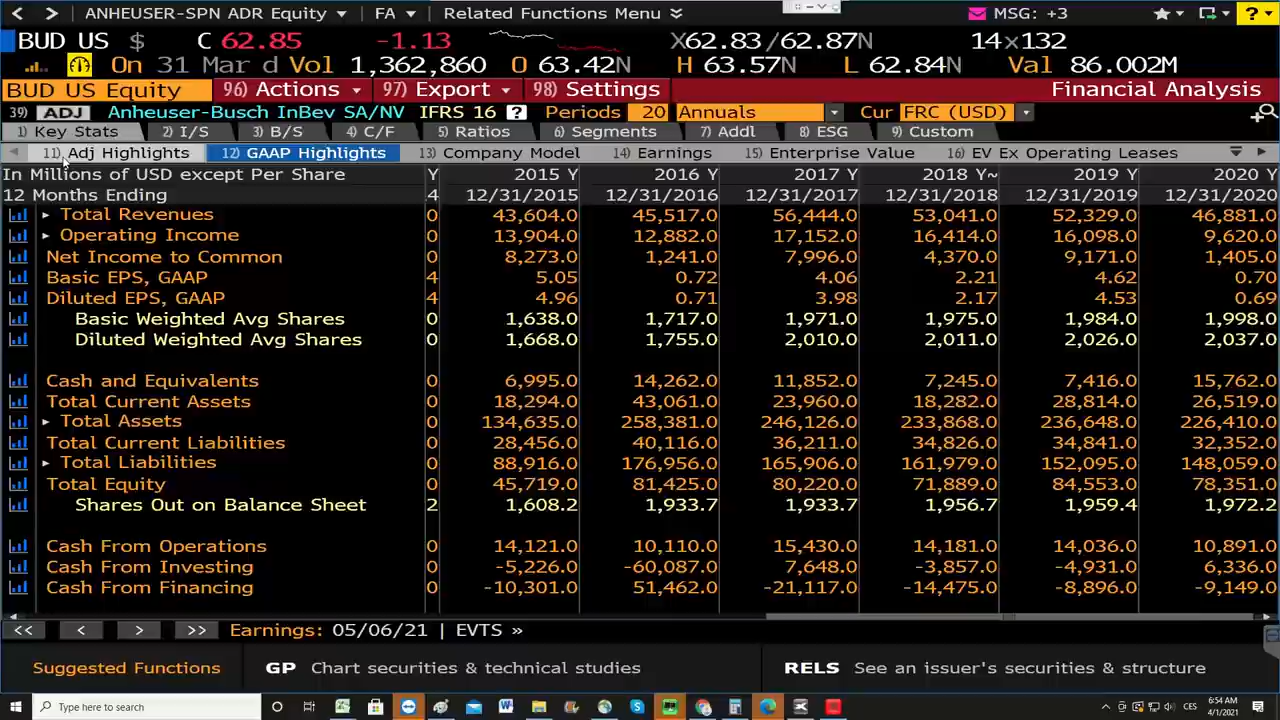 < > ANHEUSER-SPN ADR Equity FA Related Functions Menu MSG: +3 ?
BUD US $ C 62.85 -1.13 X62.83/62.87N 14×132
On 31 Mar d Vol 1,362,860 O 63.42N H 63.57N L 62.84N Val 86.002M
BUD US Equity 96) Actions 97) Export 98) Settings Financial Analysis
39) ADJ Anheuser-Busch InBev SA/NV IFRS 16 ? Periods 20 Annuals Cur FRC (USD)
1) Key Stats 2) I/S 3) B/S 4) C/F 5) Ratios 6) Segments 7) Addl 8) ESG 9) Custom
11) Adj Highlights 12) GAAP Highlights 13) Company Model 14) Earnings 15) Enterprise Value 16) EV Ex Operating Leases
In Millions of USD except Per Share Y 2015 Y 2016 Y 2017 Y 2018 Y~ 2019 Y 2020 Y
12 Months Ending 4 12/31/2015 12/31/2016 12/31/2017 12/31/2018 12/31/2019 12/31/2020
Total Revenues 0 43,604.0 45,517.0 56,444.0 53,041.0 52,329.0 46,881.0
Operating Income 0 13,904.0 12,882.0 17,152.0 16,414.0 16,098.0 9,620.0
Net Income to Common 0 8,273.0 1,241.0 7,996.0 4,370.0 9,171.0 1,405.0
Basic EPS, GAAP 4 5.05 0.72 4.06 2.21 4.62 0.70
Diluted EPS, GAAP 4 4.96 0.71 3.98 2.17 4.53 0.69
Basic Weighted Avg Shares 0 1,638.0 1,717.0 1,971.0 1,975.0 1,984.0 1,998.0
Diluted Weighted Avg Shares 0 1,668.0 1,755.0 2,010.0 2,011.0 2,026.0 2,037.0
Cash and Equivalents 0 6,995.0 14,262.0 11,852.0 7,245.0 7,416.0 15,762.0
Total Current Assets 0 18,294.0 43,061.0 23,960.0 18,282.0 28,814.0 26,519.0
Total Assets 0 134,635.0 258,381.0 246,126.0 233,868.0 236,648.0 226,410.0
Total Current Liabilities 0 28,456.0 40,116.0 36,211.0 34,826.0 34,841.0 32,352.0
Total Liabilities 0 88,916.0 176,956.0 165,906.0 161,979.0 152,095.0 148,059.0
Total Equity 0 45,719.0 81,425.0 80,220.0 71,889.0 84,553.0 78,351.0
Shares Out on Balance Sheet 2 1,608.2 1,933.7 1,933.7 1,956.7 1,959.4 1,972.2
Cash From Operations 0 14,121.0 10,110.0 15,430.0 14,181.0 14,036.0 10,891.0
Cash From Investing 0 -5,226.0 -60,087.0 7,648.0 -3,857.0 -4,931.0 6,336.0
Cash From Financing 0 -10,301.0 51,462.0 -21,117.0 -14,475.0 -8,896.0 -9,149.0
<< < > >> Earnings: 05/06/21 | EVTS »
Suggested Functions GP Chart securities & technical studies RELS See an issuer's securities & structure
Type here to search CES 6:54 AM
4/1/2021